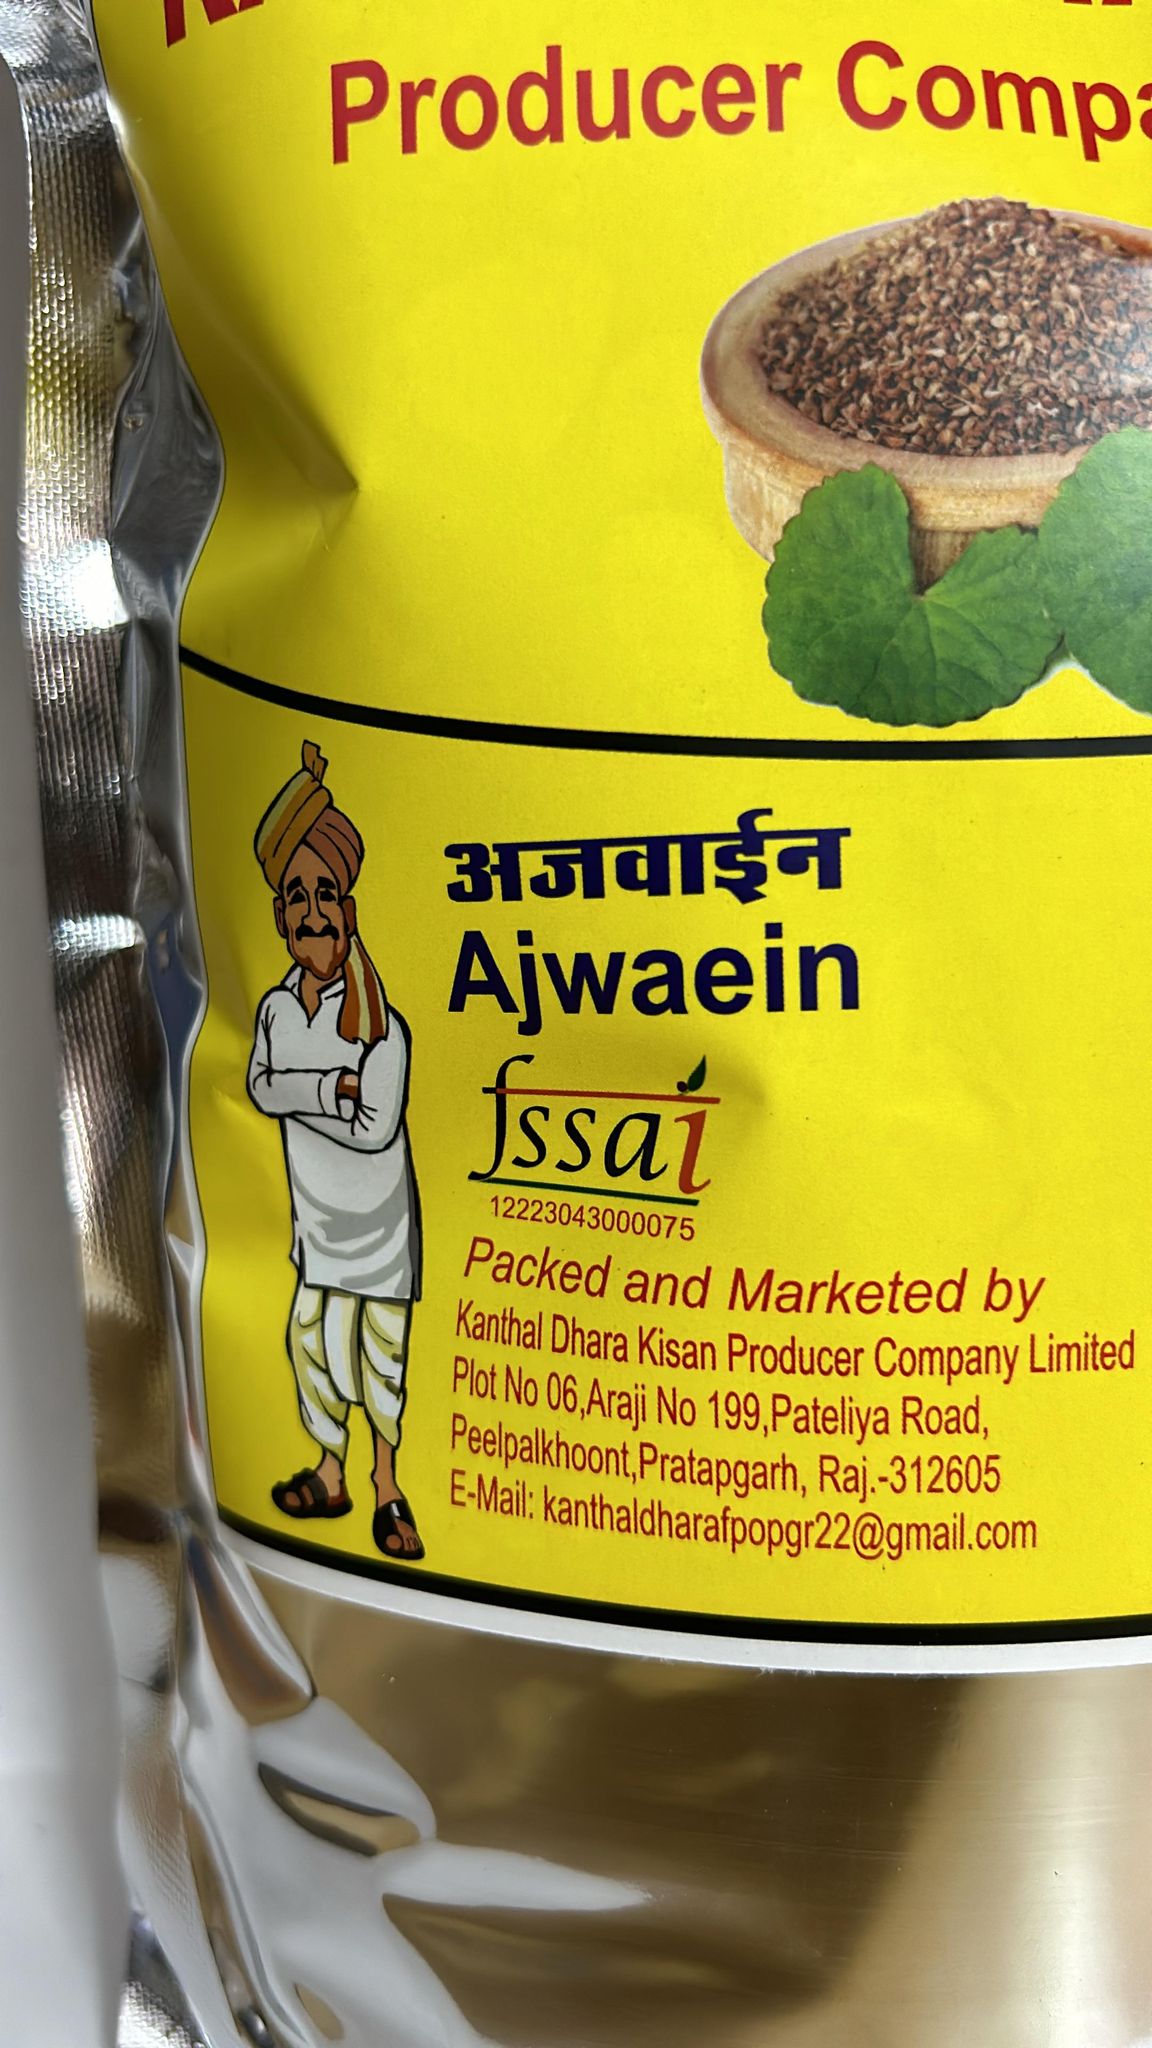 Producer
अजवाईन
Ajwaein
fssai
12223043000075
Packed and Marketed by
Kanthal Dhara Kisan Producer Company Limited
Plot No 06,Araji No 199,Pateliya Road,
Peelpalkhoont,Pratapgarh, Raj.-312605
E-Mail: kanthaldharafpopgr22@gmail.com